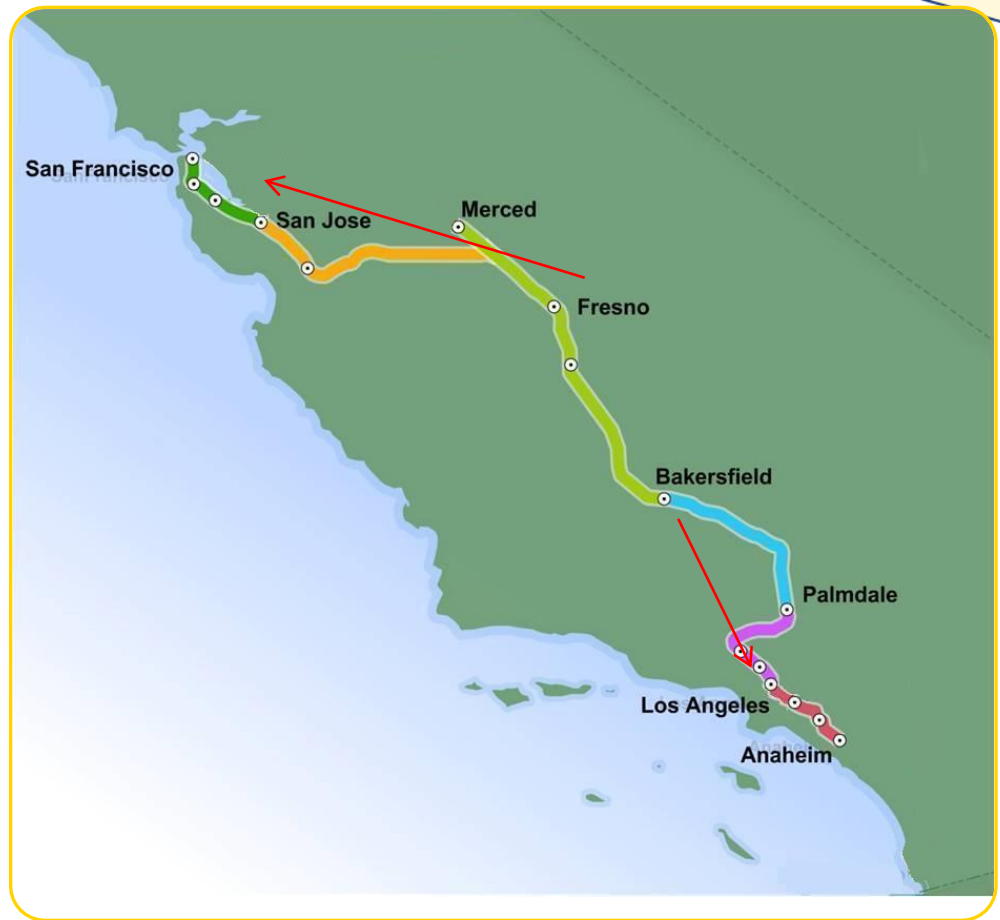 San Francisco
San Jose
Merced
Fresno
Bakersfield
Palmdale
Los Angeles
Anaheim